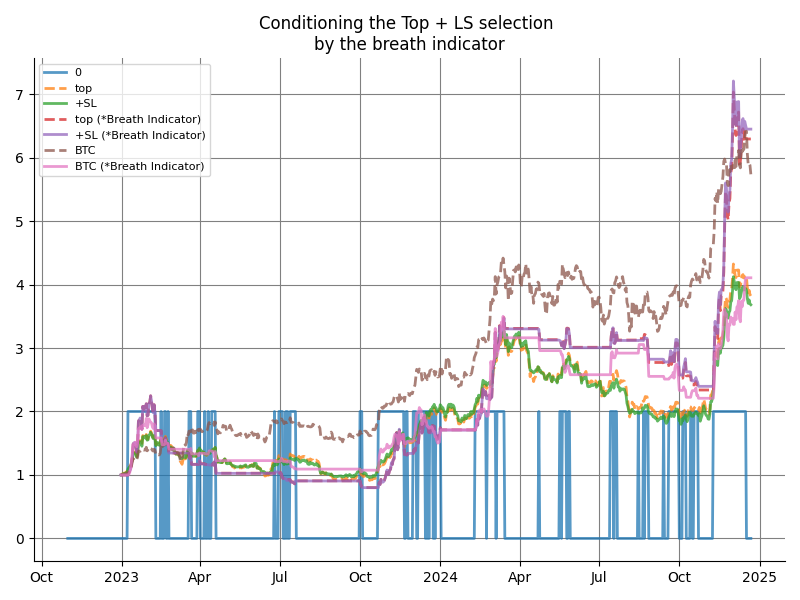 Conditioning the Top + LS selection
by the breath indicator
0
top
+SL
top (*Breath Indicator)
+SL (*Breath Indicator)
BTC
BTC (*Breath Indicator)
7
6
5
4
3
2
1
0
Oct
2023
Apr
Jul
Oct
2024
Apr
Jul
Oct
2025